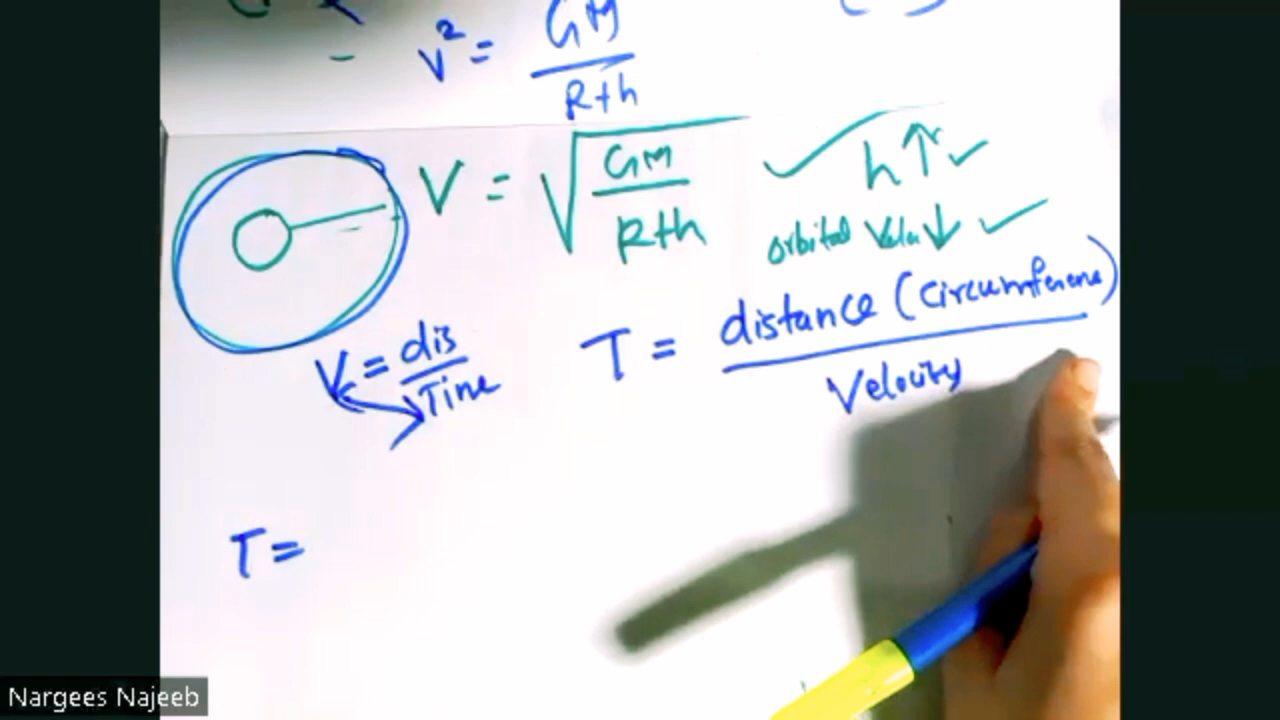 V² = GM
R+h
V = √GM
R+h
h ↑ ✓
orbital Velo ↓ ✓
V = dis
Time
T = distance (Circumference)
Velocity
T =
Nargees Najeeb